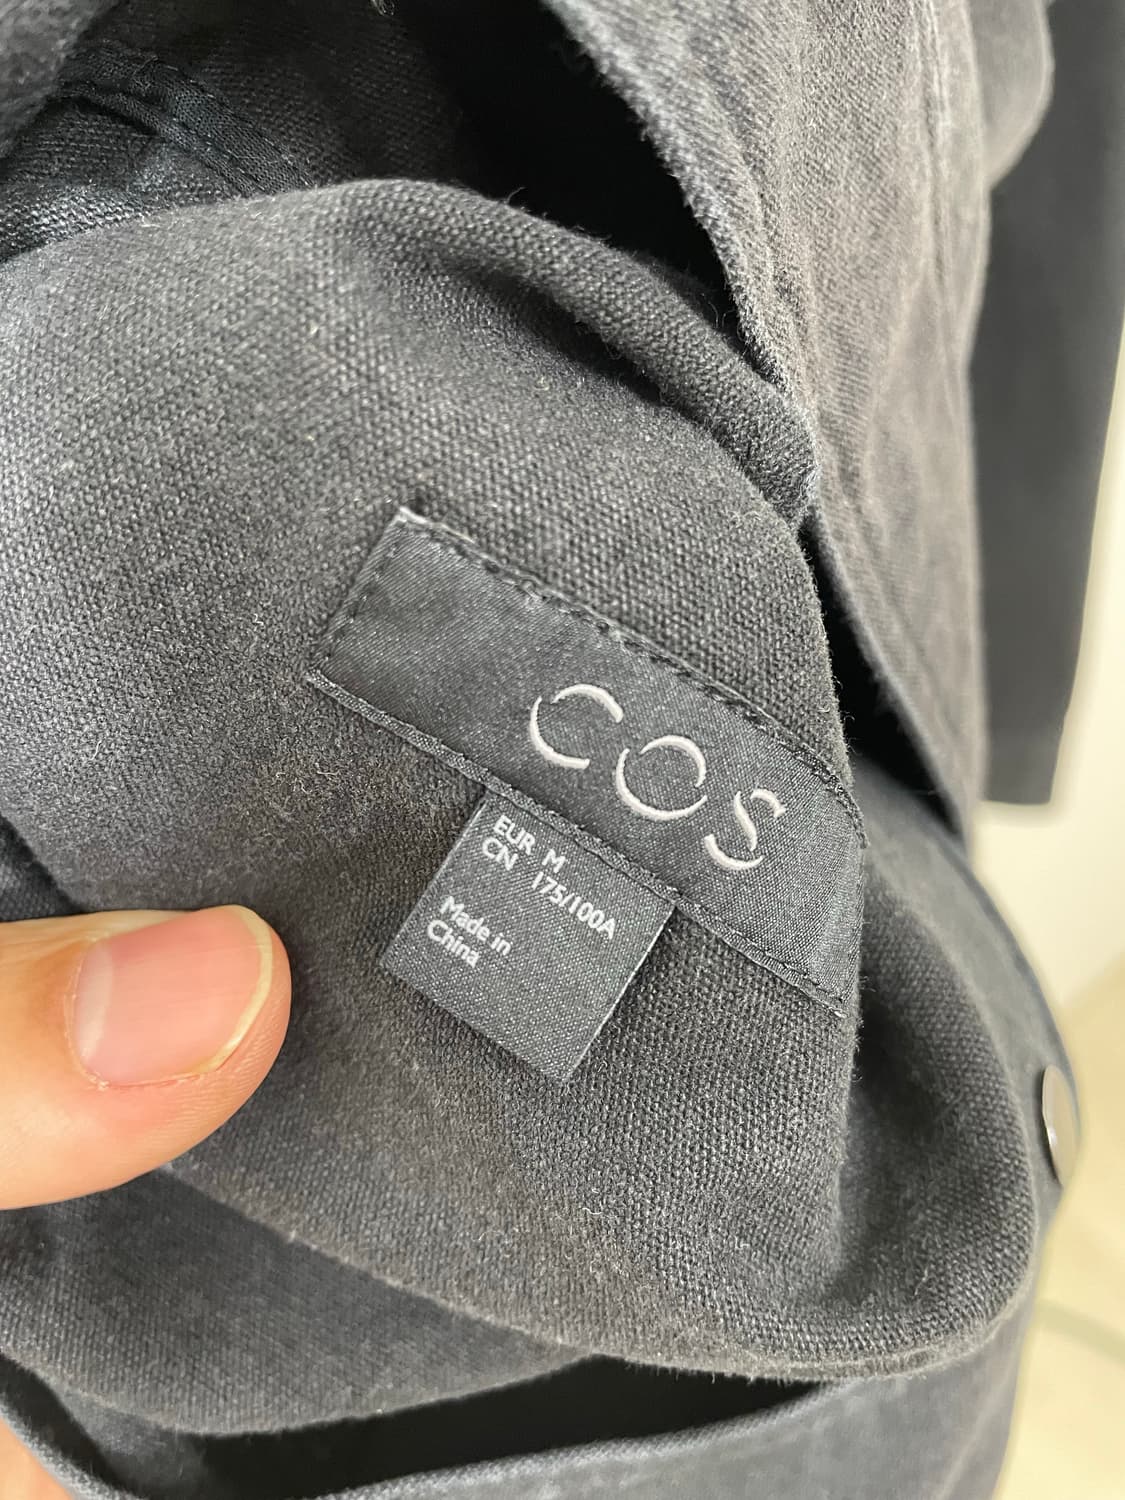 COS
EUR M
CN 175/100A
Made in
China